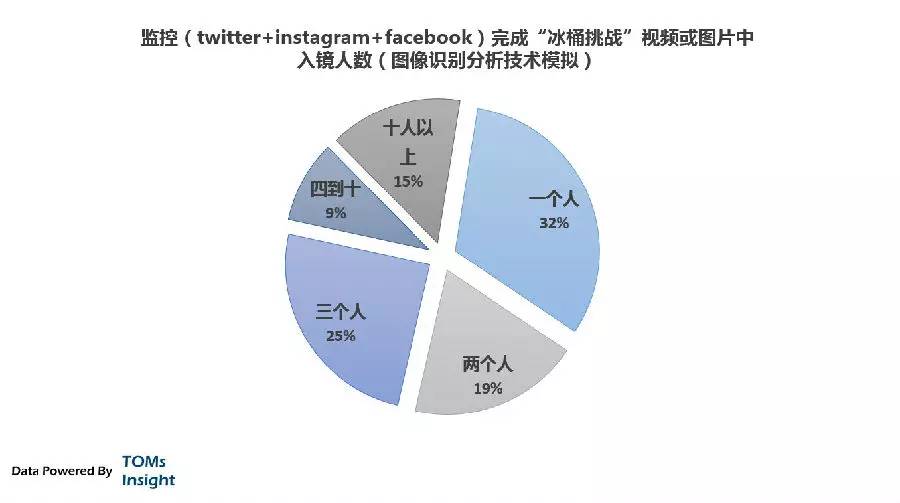 监控（twitter+instagram+facebook）完成“冰桶挑战”视频或图片中
入镜人数（图像识别分析技术模拟）
十人以
上
15%
一个人
32%
四到十
9%
三个人
25%
两个人
19%
Data Powered By
TOMs
Insight